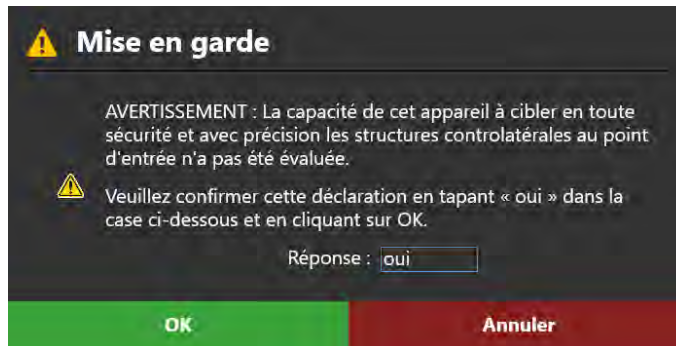 Mise en garde
AVERTISSEMENT : La capacité de cet appareil à cibler en toute
sécurité et avec précision les structures controlatérales au point
d'entrée n'a pas été évaluée.
Veuillez confirmer cette déclaration en tapant « oui » dans la
case ci-dessous et en cliquant sur OK.
Réponse : oui
OK Annuler